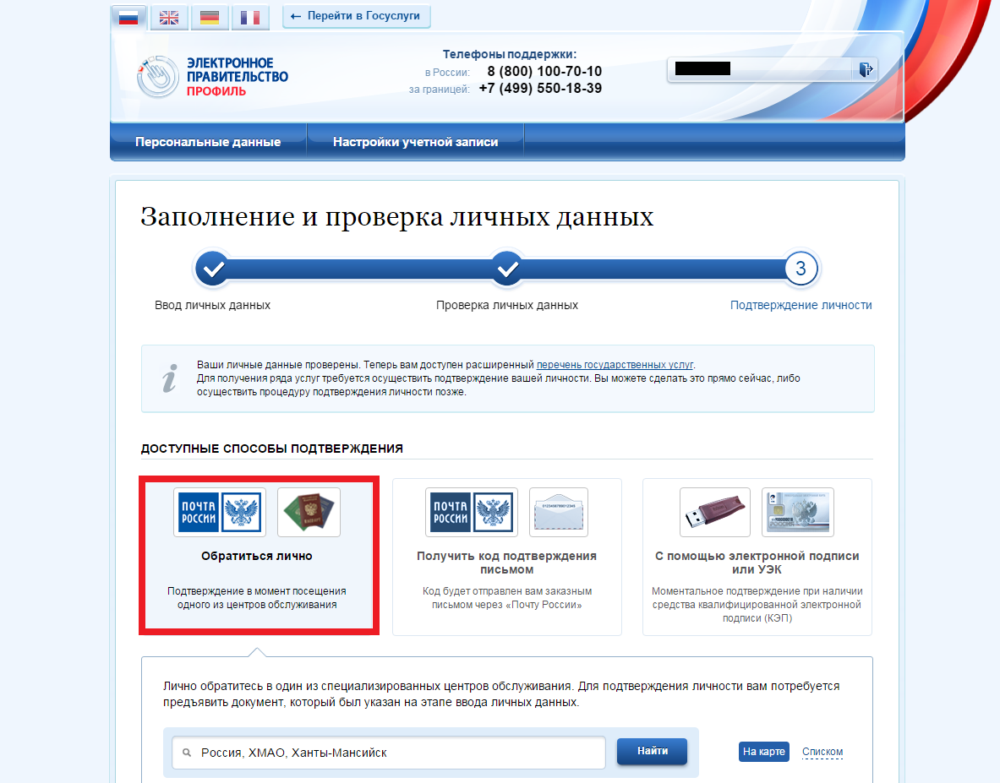 ← Перейти в Госуслуги
ЭЛЕКТРОННОЕ
ПРАВИТЕЛЬСТВО
ПРОФИЛЬ
Телефоны поддержки:
в России: 8 (800) 100-70-10
за границей: +7 (499) 550-18-39
Персональные данные
Настройки учетной записи
Заполнение и проверка личных данных
3
Ввод личных данных
Проверка личных данных
Подтверждение личности
Ваши личные данные проверены. Теперь вам доступен расширенный перечень государственных услуг.
Для получения ряда услуг требуется осуществить подтверждение вашей личности. Вы можете сделать это прямо сейчас, либо
осуществить процедуру подтверждения личности позже.
ДОСТУПНЫЕ СПОСОБЫ ПОДТВЕРЖДЕНИЯ
ПОЧТА
РОССИИ
Обратиться лично
Подтверждение в момент посещения
одного из центров обслуживания
ПОЧТА
РОССИИ
Получить код подтверждения
письмом
Код будет отправлен вам заказным
письмом через «Почту России»
С помощью электронной подписи
или УЭК
Моментальное подтверждение при наличии
средства квалифицированной электронной
подписи (КЭП)
Лично обратитесь в один из специализированных центров обслуживания. Для подтверждения личности вам потребуется
предъявить документ, который был указан на этапе ввода личных данных.
Россия, ХМАО, Ханты-Мансийск
Найти
На карте
Списком